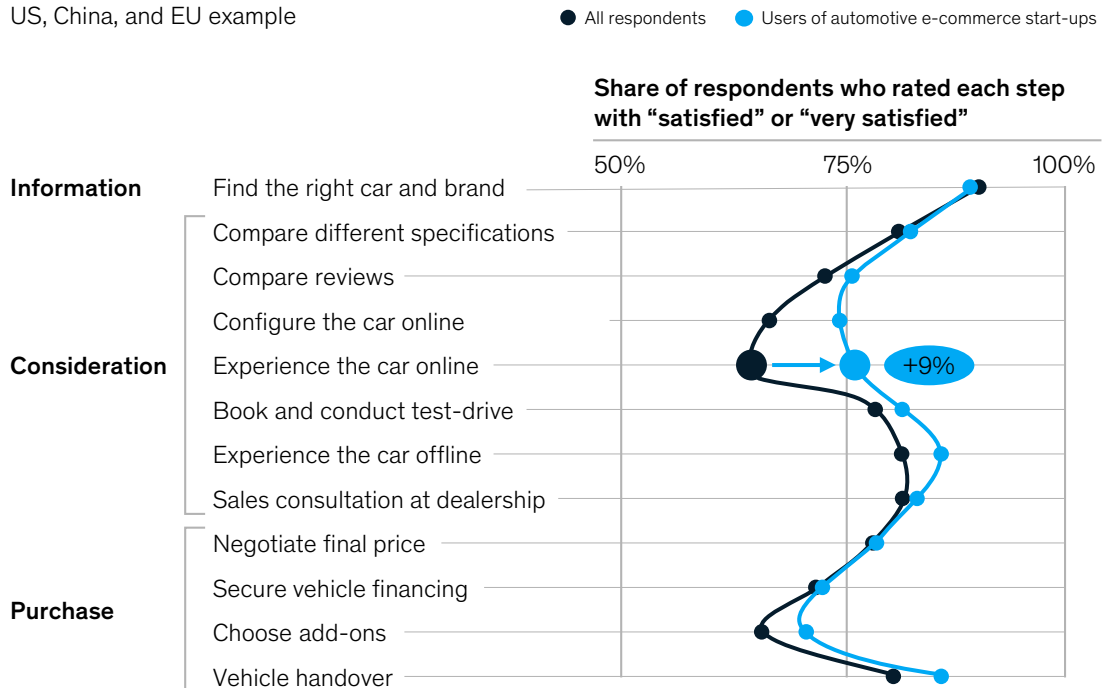 US, China, and EU example
All respondents
Users of automotive e-commerce start-ups
Share of respondents who rated each step
with “satisfied” or “very satisfied”
50%
75%
100%
Information
Find the right car and brand
Compare different specifications
Compare reviews
Configure the car online
Consideration
Experience the car online
+9%
Book and conduct test-drive
Experience the car offline
Sales consultation at dealership
Negotiate final price
Secure vehicle financing
Purchase
Choose add-ons
Vehicle handover